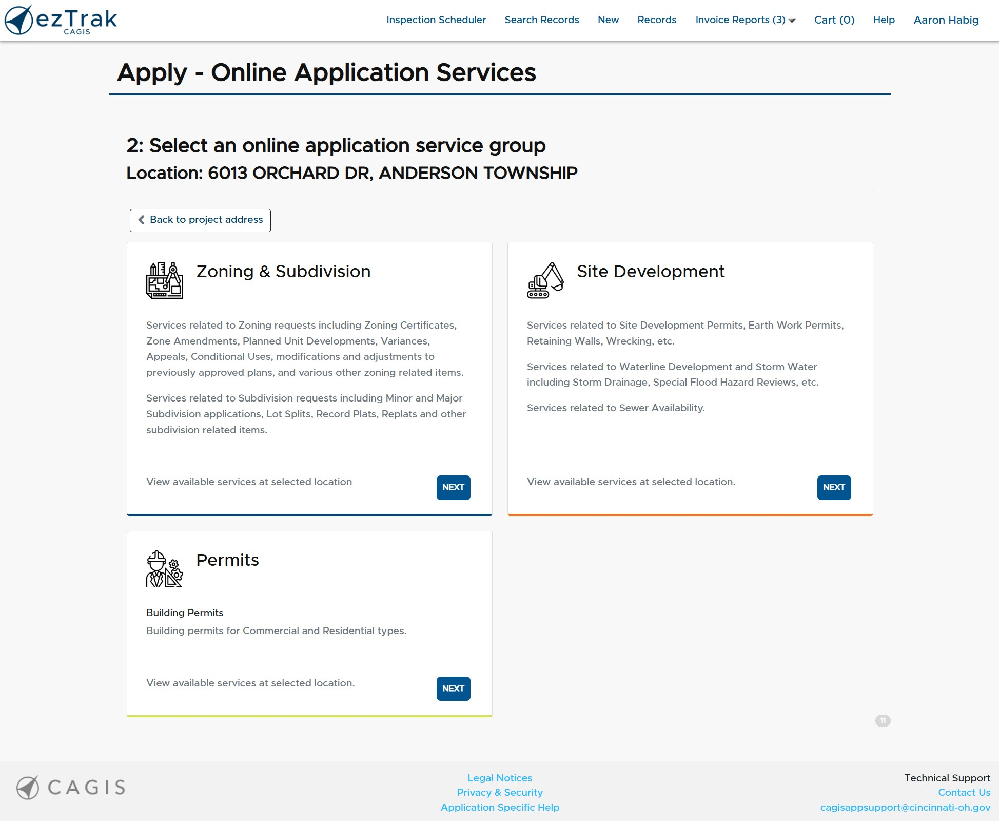 ezTrak
CAGIS
Inspection Scheduler
Search Records
New
Records
Invoice Reports (3)
Cart (0)
Help
Aaron Habig
Apply - Online Application Services
2: Select an online application service group
Location: 6013 ORCHARD DR, ANDERSON TOWNSHIP
Back to project address
Zoning & Subdivision
Services related to Zoning requests including Zoning Certificates,
Zone Amendments, Planned Unit Developments, Variances,
Appeals, Conditional Uses, modifications and adjustments to
previously approved plans, and various other zoning related items.
Services related to Subdivision requests including Minor and Major
Subdivision applications, Lot Splits, Record Plats, Replats and other
subdivision related items.
View available services at selected location
NEXT
Site Development
Services related to Site Development Permits, Earth Work Permits,
Retaining Walls, Wrecking, etc.
Services related to Waterline Development and Storm Water
including Storm Drainage, Special Flood Hazard Reviews, etc.
Services related to Sewer Availability.
View available services at selected location.
NEXT
Permits
Building Permits
Building permits for Commercial and Residential types.
View available services at selected location.
NEXT
11
CAGIS
Legal Notices
Privacy & Security
Application Specific Help
Technical Support
Contact Us
cagisappsupport@cincinnati-oh.gov